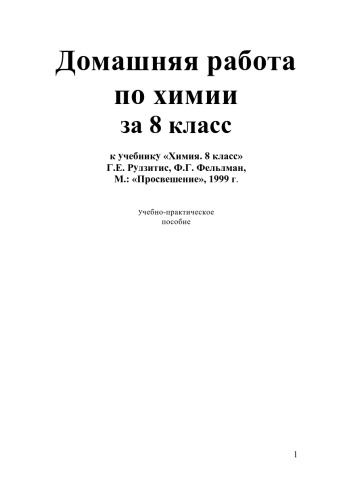 Домашняя работа
по химии
за 8 класс
к учебнику «Химия. 8 класс»
Г.Е. Рудзитис, Ф.Г. Фельдман,
М.: «Просвещение», 1999 г.
Учебно-практическое
пособие
1